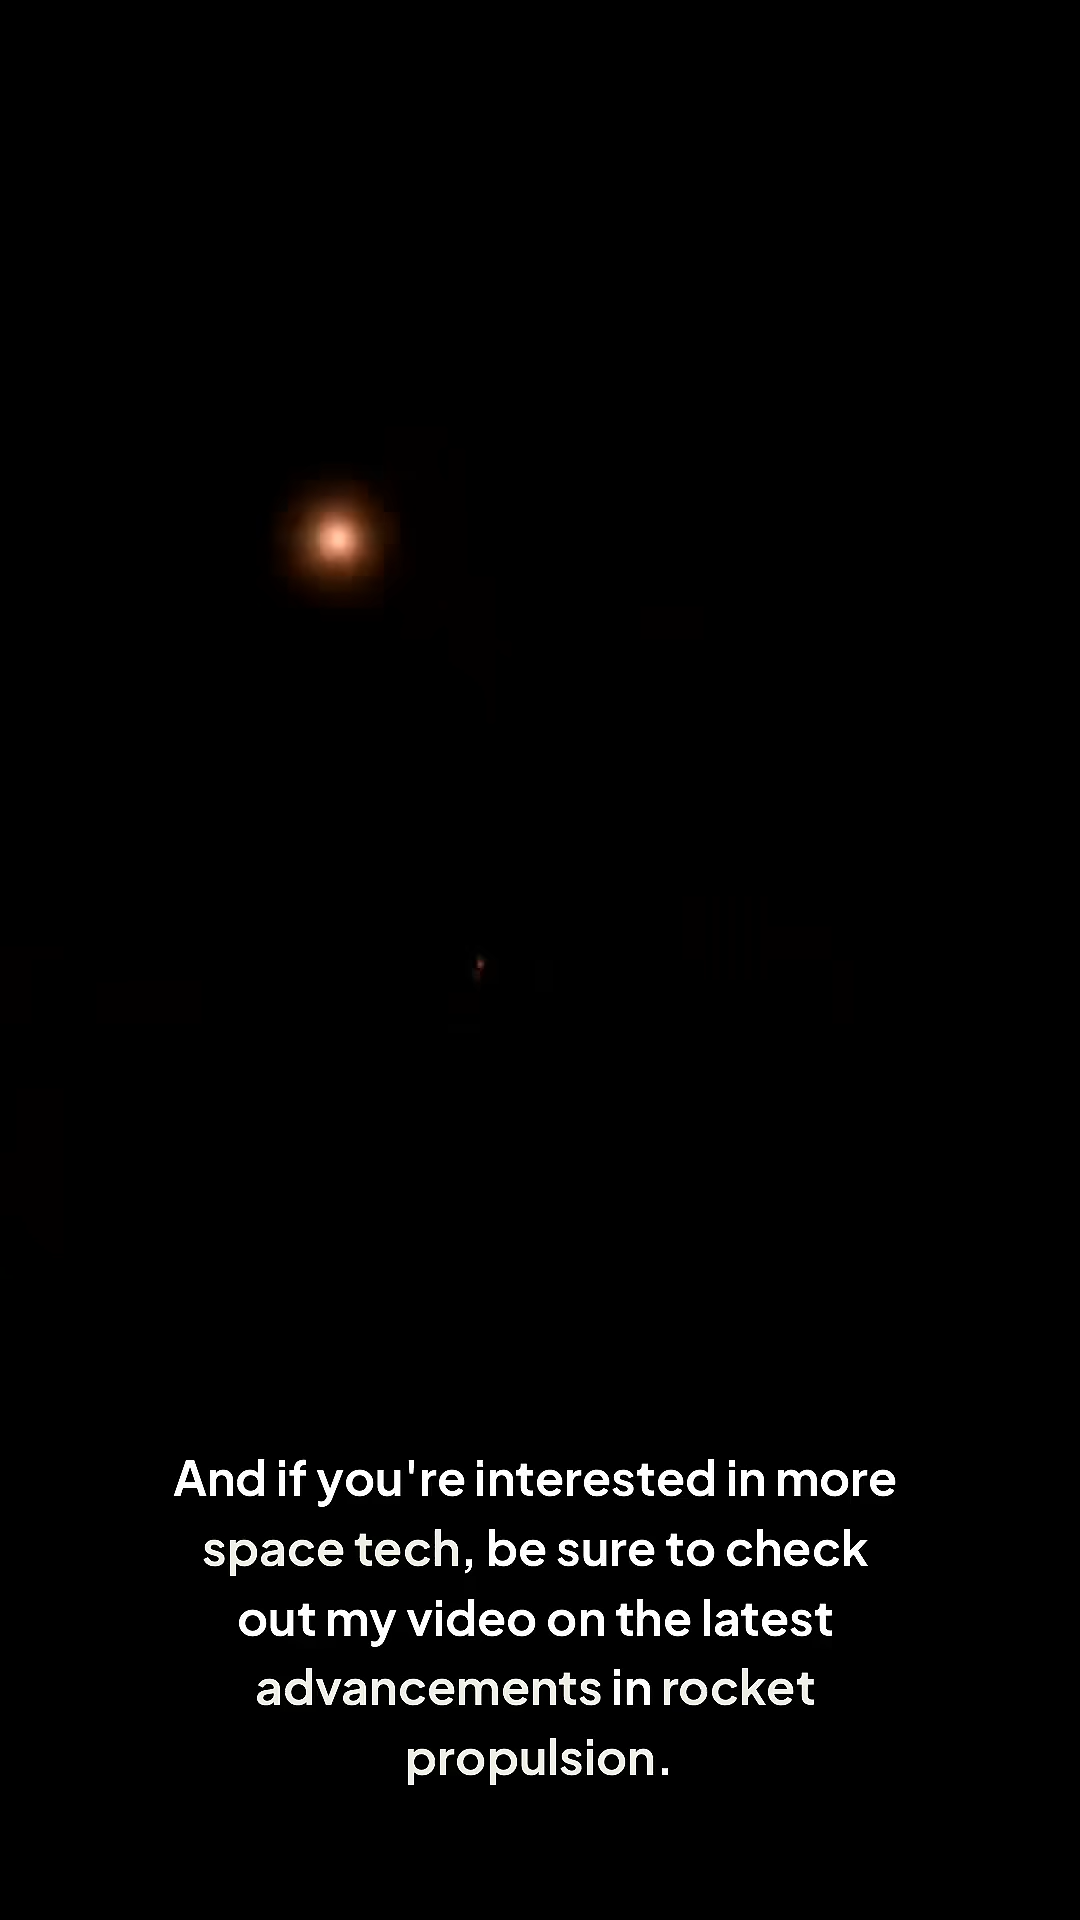 And if you're interested in more
space tech, be sure to check
out my video on the latest
advancements in rocket
propulsion.